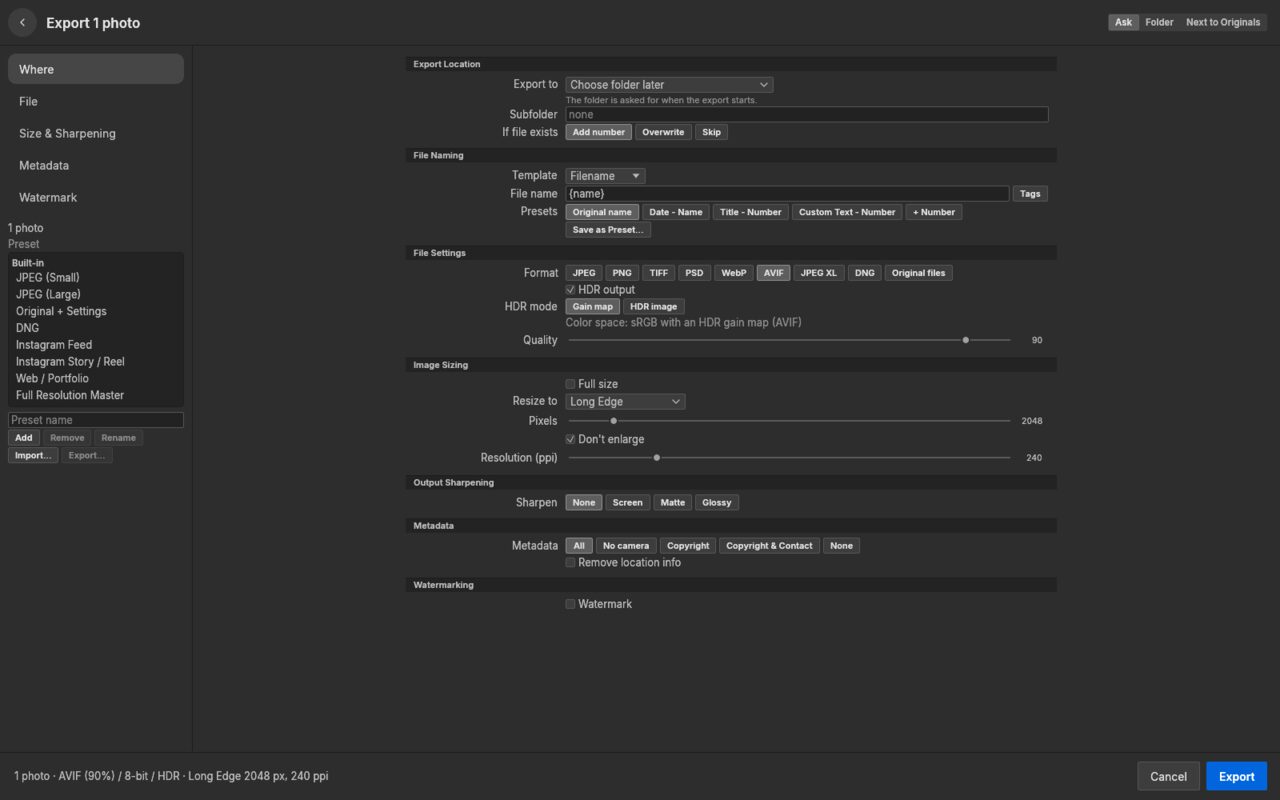 Export 1 photo
Ask Folder Next to Originals
Where
File
Size & Sharpening
Metadata
Watermark
1 photo
Preset
Built-in
JPEG (Small)
JPEG (Large)
Original + Settings
DNG
Instagram Feed
Instagram Story / Reel
Web / Portfolio
Full Resolution Master
Preset name
Add Remove Rename
Import... Export...
Export Location
Export to Choose folder later
The folder is asked for when the export starts.
Subfolder none
If file exists Add number Overwrite Skip
File Naming
Template Filename
File name {name} Tags
Presets Original name Date - Name Title - Number Custom Text - Number + Number
Save as Preset...
File Settings
Format JPEG PNG TIFF PSD WebP AVIF JPEG XL DNG Original files
HDR output
HDR mode Gain map HDR image
Color space: sRGB with an HDR gain map (AVIF)
Quality 90
Image Sizing
Full size
Resize to Long Edge
Pixels 2048
Don't enlarge
Resolution (ppi) 240
Output Sharpening
Sharpen None Screen Matte Glossy
Metadata
Metadata All No camera Copyright Copyright & Contact None
Remove location info
Watermarking
Watermark
1 photo · AVIF (90%) / 8-bit / HDR · Long Edge 2048 px, 240 ppi
Cancel Export